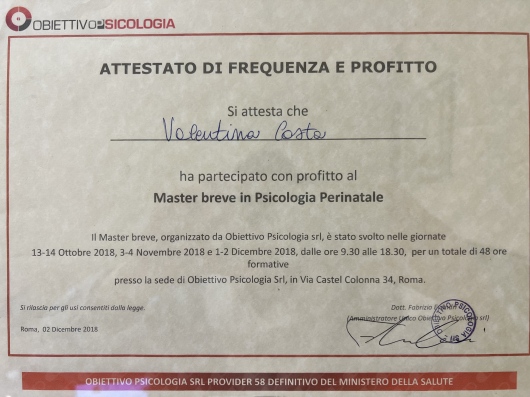 OBIETTIVO PSICOLOGIA
ATTESTATO DI FREQUENZA E PROFITTO
Si attesta che
Valentina Costa
ha partecipato con profitto al
Master breve in Psicologia Perinatale
Il Master breve, organizzato da Obiettivo Psicologia srl, è stato svolto nelle giornate
13-14 Ottobre 2018, 3-4 Novembre 2018 e 1-2 Dicembre 2018, dalle ore 9.30 alle 18.30, per un totale di 48 ore
formative
presso la sede di Obiettivo Psicologia Srl, in Via Castel Colonna 34, Roma.
Si rilascia per gli usi consentiti dalla legge.
Dott. Fabrizio
(Amministratore Unico Obiettivo Psicologia srl)
Roma, 02 Dicembre 2018
OBIETTIVO PSICOLOGIA SRL PROVIDER 58 DEFINITIVO DEL MINISTERO DELLA SALUTE